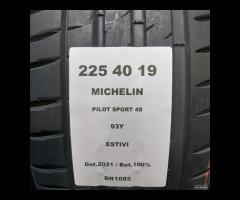 225 40 19
MICHELIN
PILOT SPORT 4S
93Y
ESTIVI
Dot.2021 / Bat.100%
BR1085